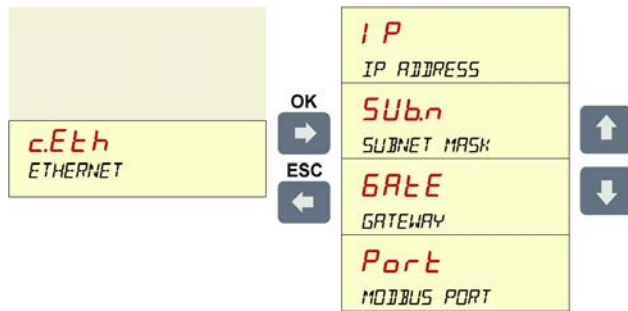 c.Eth
ETHERNET
OK
ESC
IP
IP ADDRESS
SUb.n
SUBNET MASK
GAtE
GATEWAY
Port
MODBUS PORT